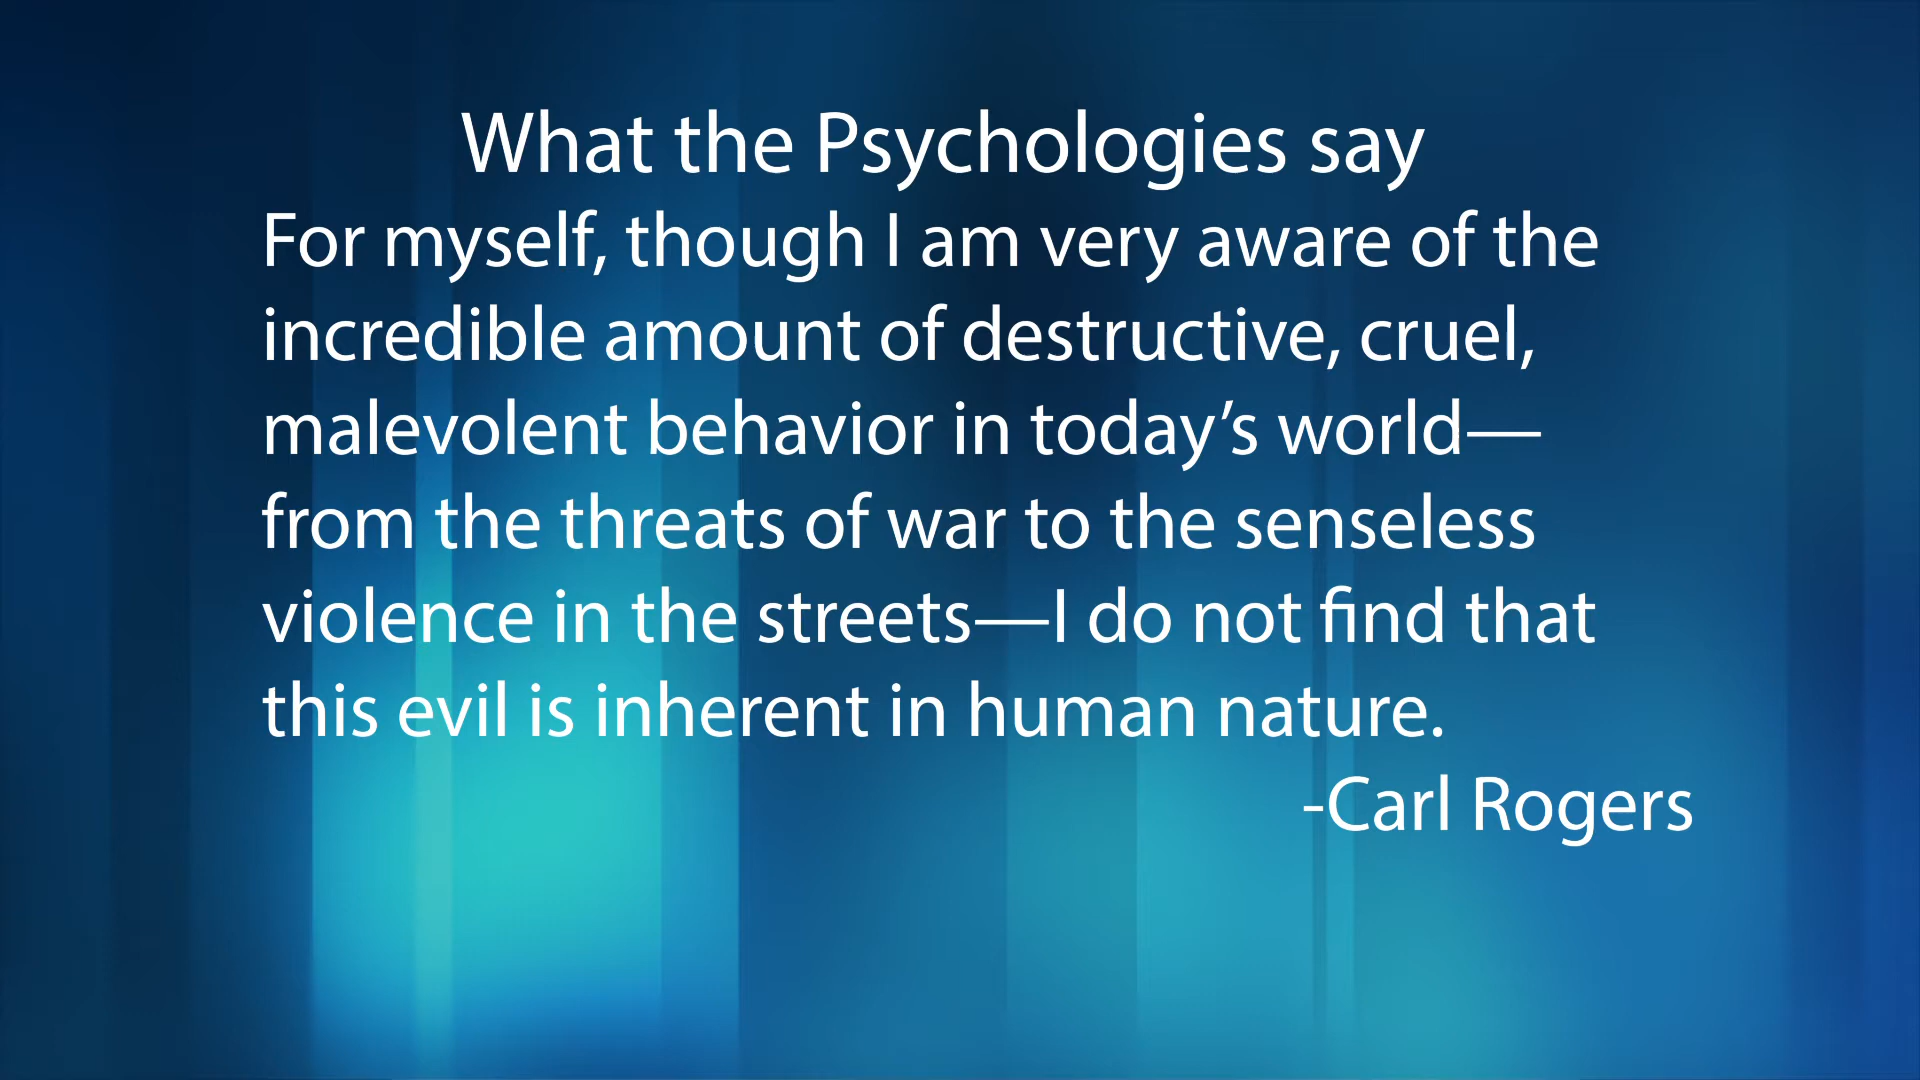 What the Psychologies say
For myself, though I am very aware of the
incredible amount of destructive, cruel,
malevolent behavior in today’s world—
from the threats of war to the senseless
violence in the streets—I do not find that
this evil is inherent in human nature.
-Carl Rogers